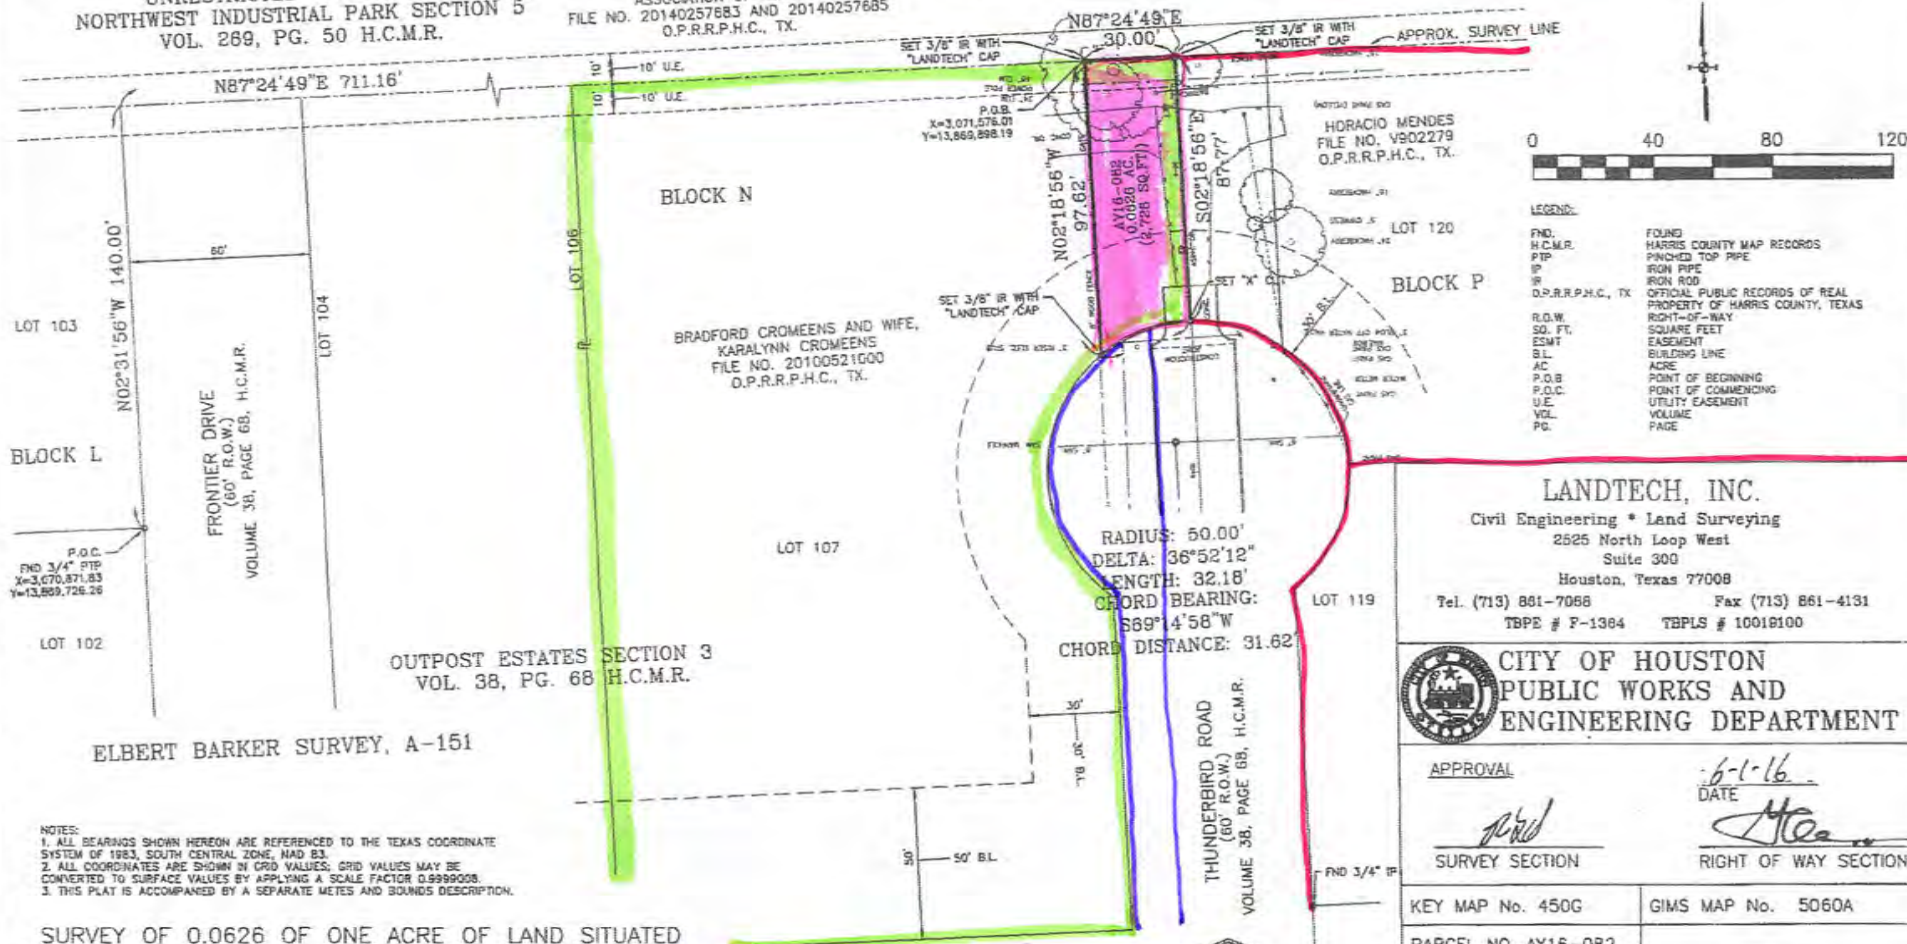 NORTHWEST INDUSTRIAL PARK SECTION 5
VOL. 269, PG. 50 H.C.M.R.
FILE NO. 20140257683 AND 20140257685
O.P.R.R.P.H.C., TX.
N87°24'49"E
30.00'
SET 3/8" IR WITH
"LANDTECH" CAP
SET 3/8" IR WITH
"LANDTECH" CAP
APPROX. SURVEY LINE
N87°24'49"E 711.16'
10'
10' U.E.
10'
10' U.E.
P.O.B.
X=3,071,576.01
Y=13,869,898.19
HORACIO MENDES
FILE NO. V902279
O.P.R.R.P.H.C., TX.
0 40 80 120
BLOCK N
N02°18'56"W
97.62'
AY16-082
0.0626 AC.
(2,726 SQ.FT.)
S02°18'56"E
87.77'
LOT 120
BLOCK P
60'
N02°31'56"W 140.00'
LOT 103
LOT 104
LOT 106
SET 3/8" IR WITH
"LANDTECH" CAP
SET "X"
30' B.L.
BRADFORD CROMEENS AND WIFE,
KARALYNN CROMEENS
FILE NO. 20100521000
O.P.R.R.P.H.C., TX.
LEGEND:
FND. FOUND
H.C.M.R. HARRIS COUNTY MAP RECORDS
PTP PINCHED TOP PIPE
IP IRON PIPE
IR IRON ROD
O.P.R.R.P.H.C., TX OFFICIAL PUBLIC RECORDS OF REAL
PROPERTY OF HARRIS COUNTY, TEXAS
R.O.W. RIGHT-OF-WAY
SQ. FT. SQUARE FEET
ESMT EASEMENT
B.L. BUILDING LINE
AC ACRE
P.O.B POINT OF BEGINNING
P.O.C. POINT OF COMMENCING
U.E. UTILITY EASEMENT
VOL. VOLUME
PG. PAGE
BLOCK L
FRONTIER DRIVE
(60' R.O.W.)
VOLUME 38, PAGE 68, H.C.M.R.
P.O.C.
FND 3/4" PTP
X=3,070,871.83
Y=13,869,726.26
LOT 102
LOT 107
RADIUS: 50.00'
DELTA: 36°52'12"
LENGTH: 32.18'
CHORD BEARING:
S69°14'58"W
CHORD DISTANCE: 31.62'
LOT 119
OUTPOST ESTATES SECTION 3
VOL. 38, PG. 68 H.C.M.R.
ELBERT BARKER SURVEY, A-151
30'
30' B.L.
50'
50' B.L.
THUNDERBIRD ROAD
(60' R.O.W.)
VOLUME 38, PAGE 68, H.C.M.R.
FND 3/4" IP
LANDTECH, INC.
Civil Engineering * Land Surveying
2525 North Loop West
Suite 300
Houston, Texas 77008
Tel. (713) 861-7068 Fax (713) 861-4131
TBPE # F-1364 TBPLS # 10019100
CITY OF HOUSTON
PUBLIC WORKS AND
ENGINEERING DEPARTMENT
APPROVAL
6-1-16
DATE
SURVEY SECTION
RIGHT OF WAY SECTION
KEY MAP No. 450G
GIMS MAP No. 5060A
PARCEL NO. AY16-082
NOTES:
1. ALL BEARINGS SHOWN HEREON ARE REFERENCED TO THE TEXAS COORDINATE
SYSTEM OF 1983, SOUTH CENTRAL ZONE, NAD 83.
2. ALL COORDINATES ARE SHOWN IN GRID VALUES; GRID VALUES MAY BE
CONVERTED TO SURFACE VALUES BY APPLYING A SCALE FACTOR
3. THIS PLAT IS ACCOMPANIED BY A SEPARATE METES AND BOUNDS DESCRIPTION.
SURVEY OF 0.0626 OF ONE ACRE OF LAND SITUATED